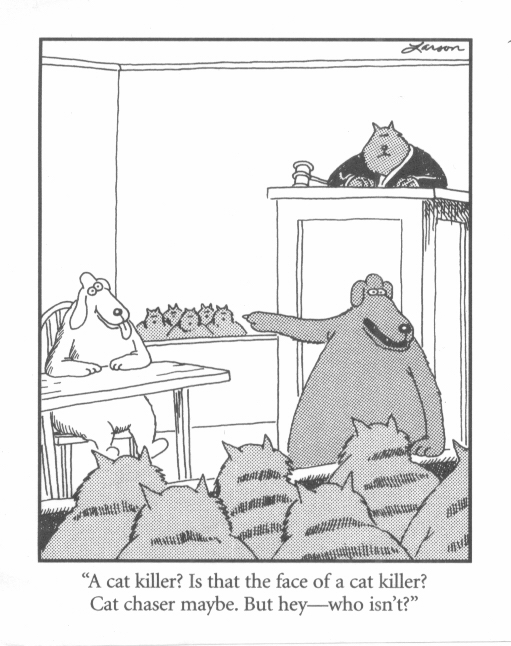 Larson
“A cat killer? Is that the face of a cat killer?
Cat chaser maybe. But hey—who isn’t?”